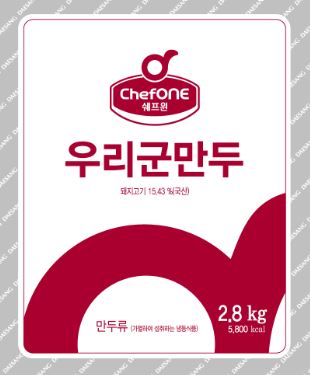 ChefONE
쉐프원
우리군만두
돼지고기 15.43 %(국산)
만두류 (가열하여 섭취하는 냉동식품)
2.8 kg
5,800 kcal
DAESANG